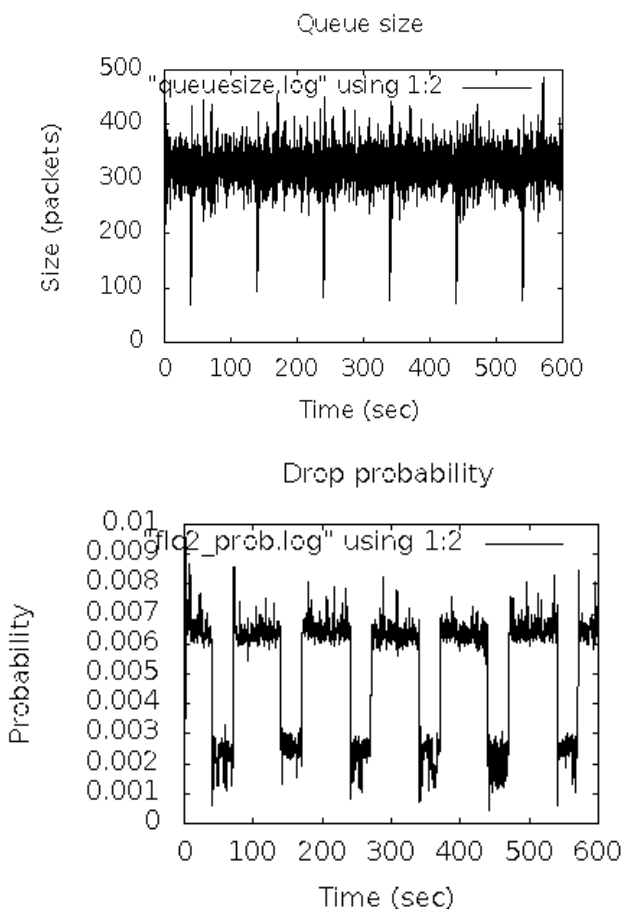 Queue size
500
"queuesize.log" using 1:2
400
300
200
100
0
Size (packets)
0 100 200 300 400 500 600
Time (sec)
Drop probability
0.01
"flc2_prob.log" using 1:2
0.009
0.008
0.007
0.006
0.005
0.004
0.003
0.002
0.001
0
Probability
0 100 200 300 400 500 600
Time (sec)